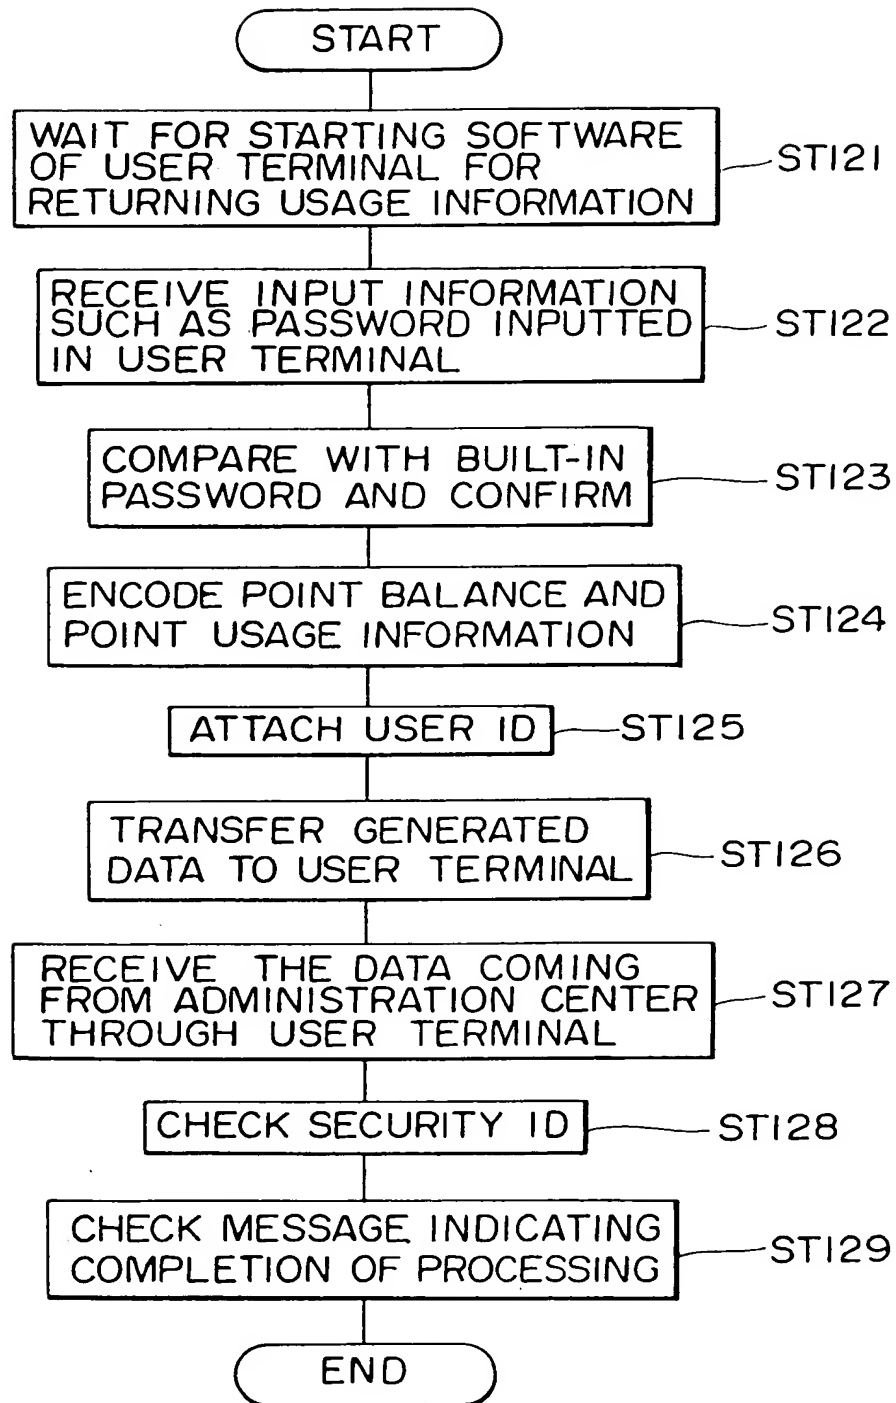 START
WAIT FOR STARTING SOFTWARE
OF USER TERMINAL FOR
RETURNING USAGE INFORMATION
ST121
RECEIVE INPUT INFORMATION
SUCH AS PASSWORD INPUTTED
IN USER TERMINAL
ST122
COMPARE WITH BUILT-IN
PASSWORD AND CONFIRM
ST123
ENCODE POINT BALANCE AND
POINT USAGE INFORMATION
ST124
ATTACH USER ID
ST125
TRANSFER GENERATED
DATA TO USER TERMINAL
ST126
RECEIVE THE DATA COMING
FROM ADMINISTRATION CENTER
THROUGH USER TERMINAL
ST127
CHECK SECURITY ID
ST128
CHECK MESSAGE INDICATING
COMPLETION OF PROCESSING
ST129
END